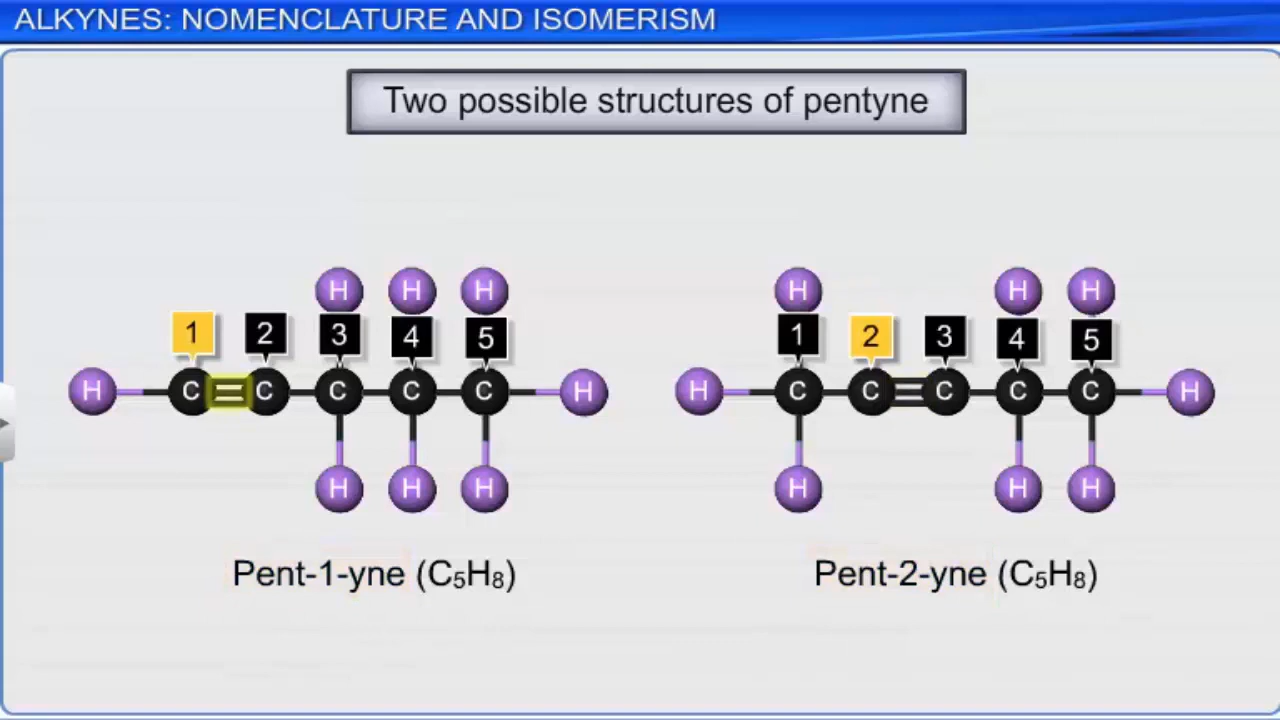 ALKYNES: NOMENCLATURE AND ISOMERISM
Two possible structures of pentyne
H H H H H H
1 2 3 4 5 1 2 3 4 5
H C C C C C H H C C C C C H
H H H H H H
Pent-1-yne (C₅H₈) Pent-2-yne (C₅H₈)